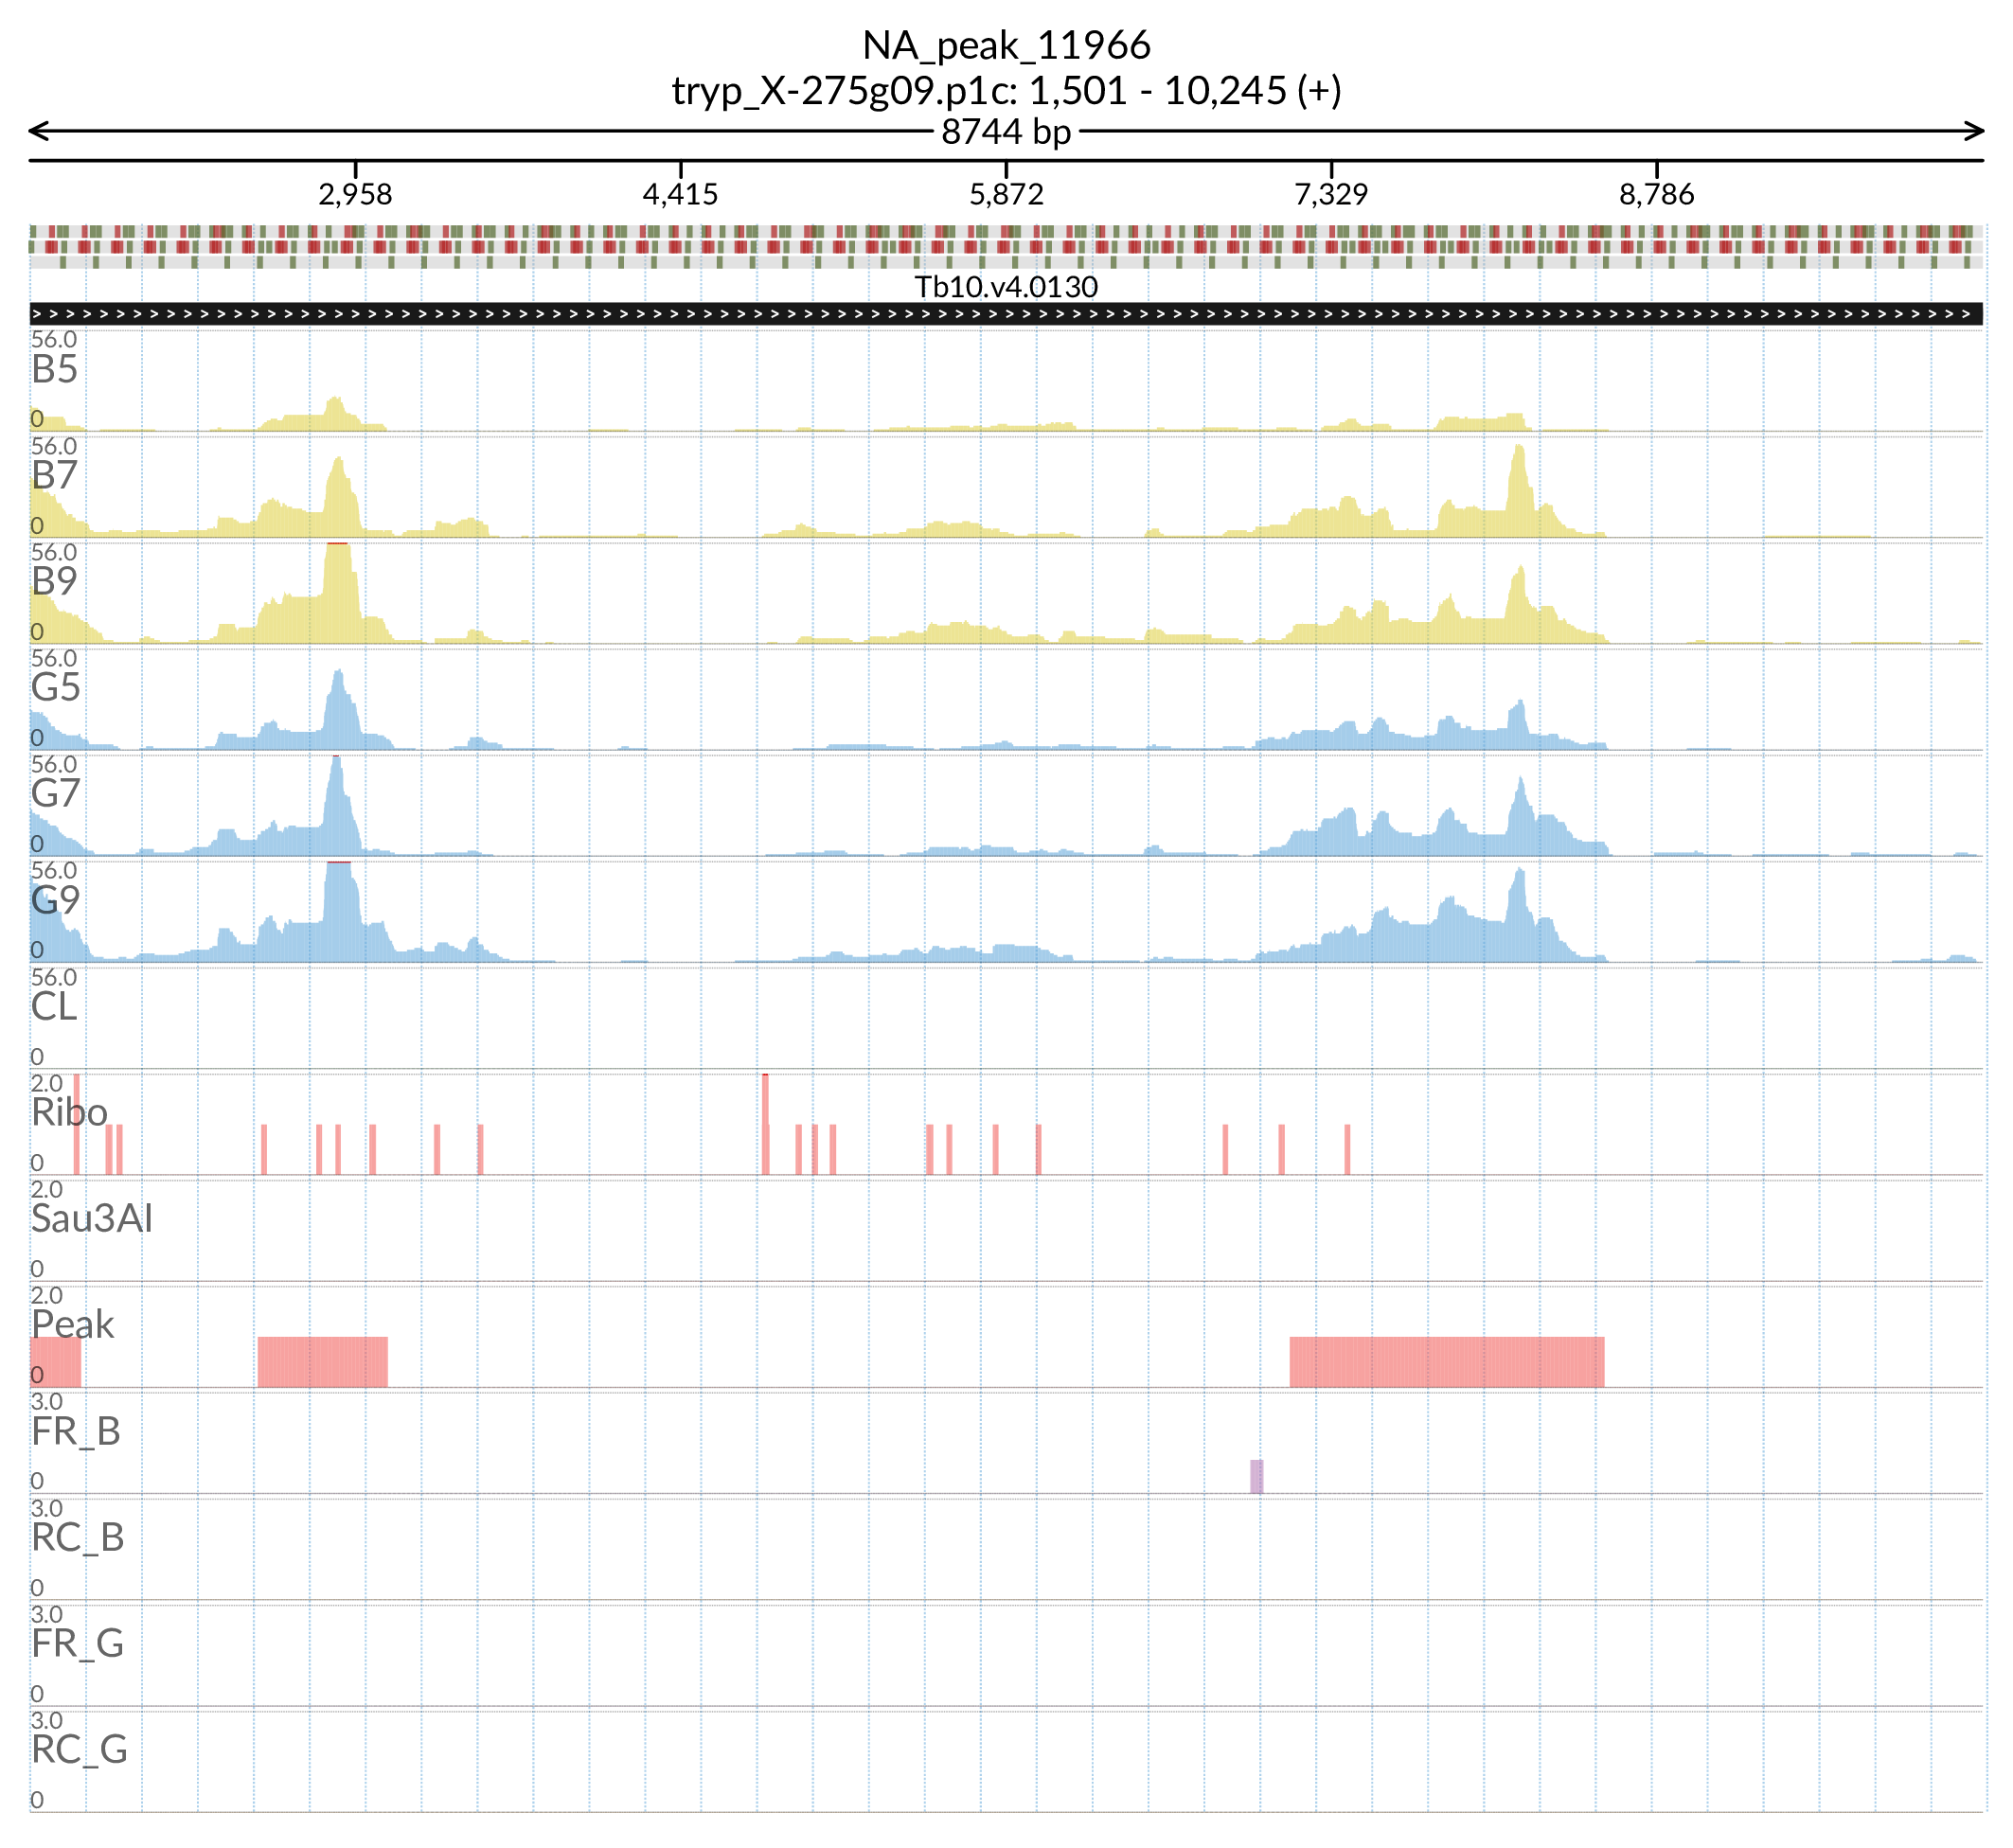 NA_peak_11966
tryp_X-275g09.p1c: 1,501 - 10,245 (+)
8744 bp
2,958 4,415 5,872 7,329 8,786
Tb10.v4.0130
56.0
B5
0
56.0
B7
0
56.0
B9
0
56.0
G5
0
56.0
G7
0
56.0
G9
0
56.0
CL
0
2.0
Ribo
0
2.0
Sau3AI
0
2.0
Peak
0
3.0
FR_B
0
3.0
RC_B
0
3.0
FR_G
0
3.0
RC_G
0